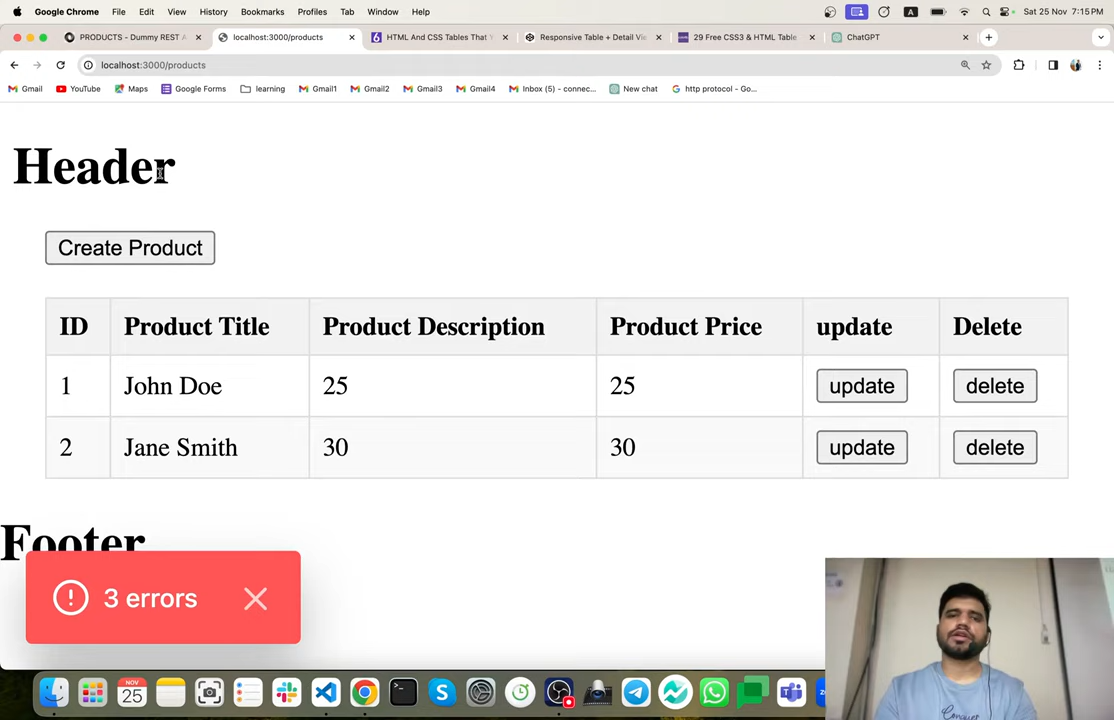 Google Chrome File Edit View History Bookmarks Profiles Tab Window Help A Sat 25 Nov 7:15 PM
PRODUCTS - Dummy REST A localhost:3000/products HTML And CSS Tables That Y Responsive Table + Detail Vie 29 Free CSS3 & HTML Table ChatGPT
localhost:3000/products
Gmail YouTube Maps Google Forms learning Gmail1 Gmail2 Gmail3 Gmail4 Inbox (5) - connec... New chat http protocol - Go...
Header
Create Product
ID Product Title Product Description Product Price update Delete
1 John Doe 25 25 update delete
2 Jane Smith 30 30 update delete
Footer
3 errors
NOV
25